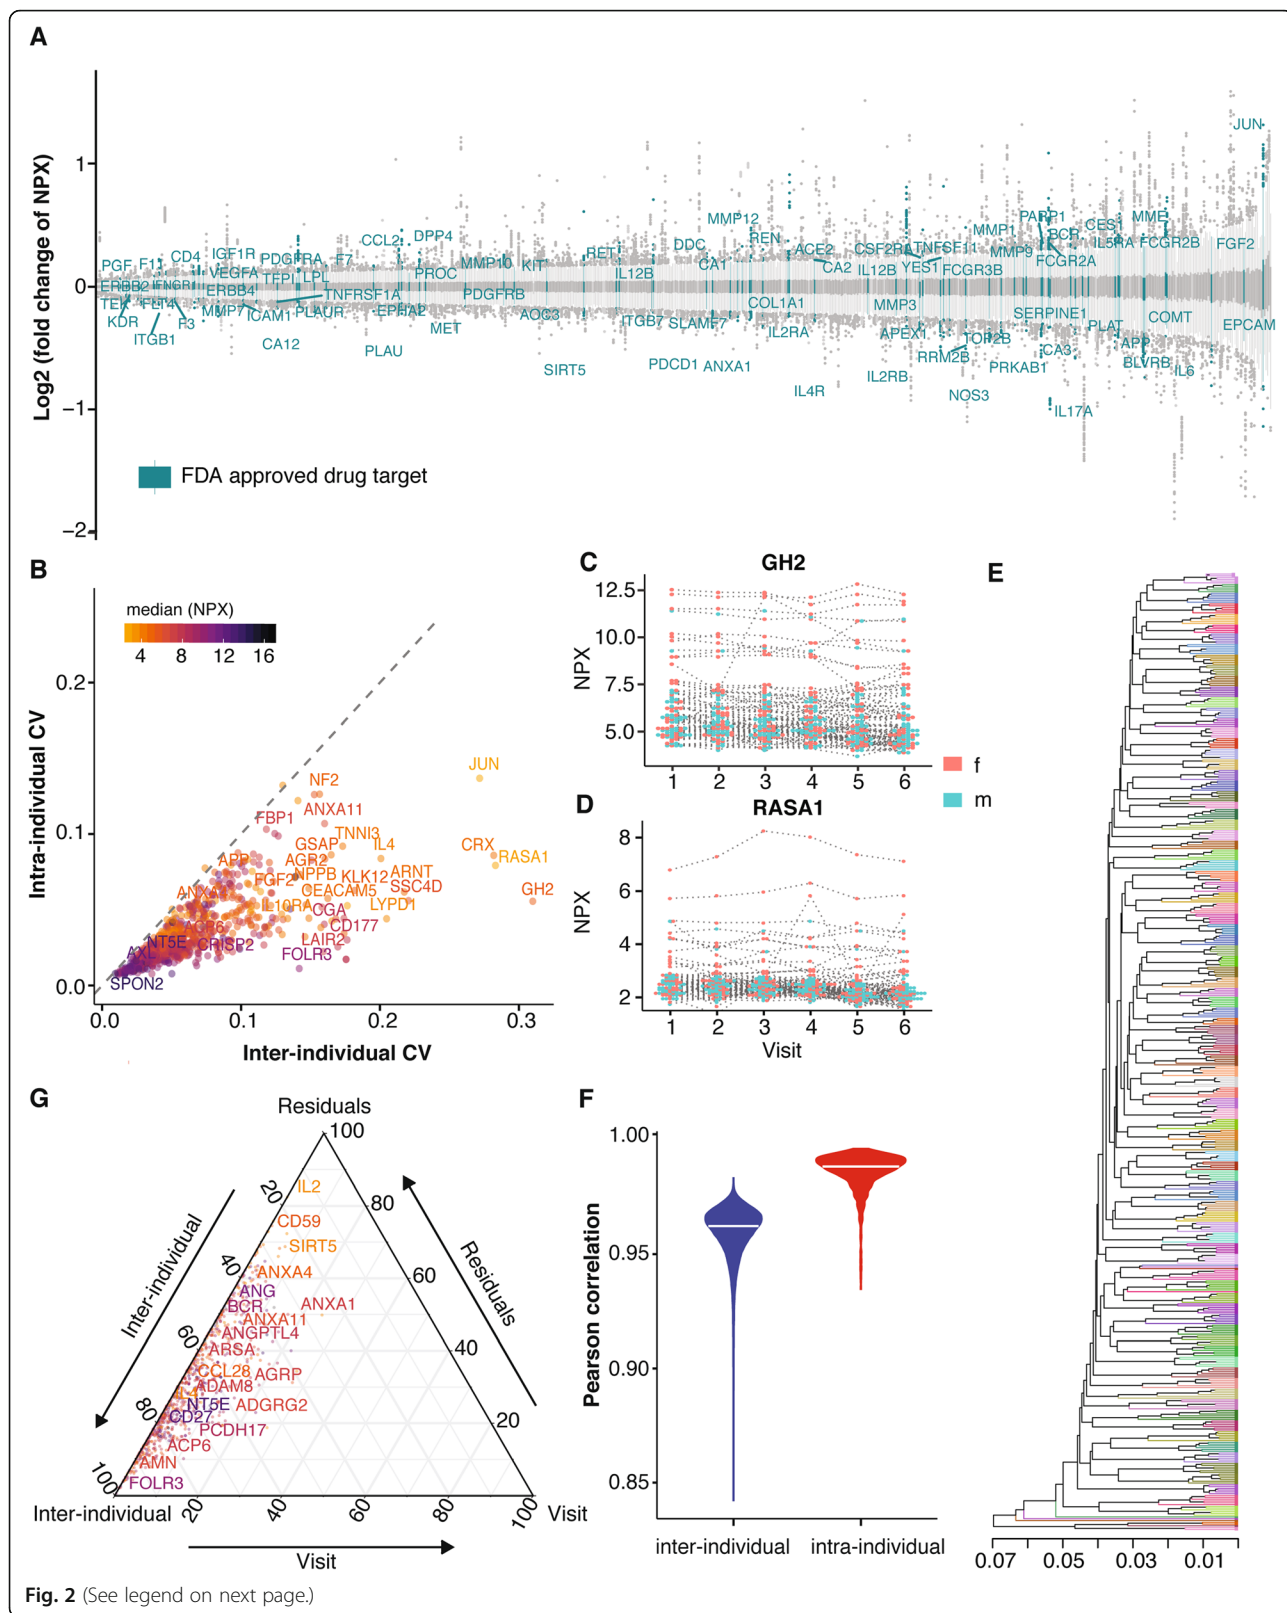 A
Log2 (fold change of NPX)
1
0
−1
−2
JUN
PGF F11 CD4 IGF1R PDGFRA F7 CCL2 DPP4
MMP12 REN DDC RET
MMP1 PARP1 BCR CES1 MME
VEGFA TFPI LPL PROC MMP10 KIT IL12B CA1 ACE2 CSF2RA TNFSF11 MMP9 IL5RA FCGR2B FGF2
CA2 IL12B YES1 FCGR3B FCGR2A
ERBB2 IFNGR1 ERBB4 TNFRSF1A PDGFRB
TEK FLT4 MMP7 ICAM1 PLAUR EPHA2 AOC3 ITGB7 SLAMF7 COL1A1 MMP3 SERPINE1 COMT
KDR F3 MET IL2RA APEX1 TOP2B PLAT EPCAM
ITGB1 CA12 PLAU RRM2B CA3 APP
SIRT5 PDCD1 ANXA1 IL2RB PRKAB1 BLVRB IL6
IL4R NOS3 IL17A
FDA approved drug target
B
median (NPX)
4 8 12 16
Intra-individual CV
0.2
0.1
0.0
JUN
NF2
ANXA11
FBP1
TNNI3
GSAP IL4 CRX
APP AGR2 RASA1
FGF2 NPPB KLK12 ARNT
CEACAM5 SSC4D GH2
IL10RA LYPD1
CGA
ACP6 CD177
NT5E CRISP2 LAIR2
AXL FOLR3
SPON2
0.0 0.1 0.2 0.3
Inter-individual CV
C
GH2
NPX
12.5
10.0
7.5
5.0
1 2 3 4 5 6
f
m
D
RASA1
NPX
8
6
4
2
1 2 3 4 5 6
Visit
E
0.07 0.05 0.03 0.01
G
Residuals
100
20 80
40 60
60 40
80 20
100
Inter-individual
Residuals
IL2
CD59
SIRT5
ANXA4
ANG
BCR ANXA1
ANXA11
ANGPTL4
ARSA
CCL28 AGRP
ADAM8
NT5E ADGRG2
CD27
PCDH17
ACP6
AMN
FOLR3
Inter-individual 20 40 60 80 100 Visit
Visit
F
Pearson correlation
1.00
0.95
0.90
0.85
inter-individual intra-individual
Fig. 2 (See legend on next page.)